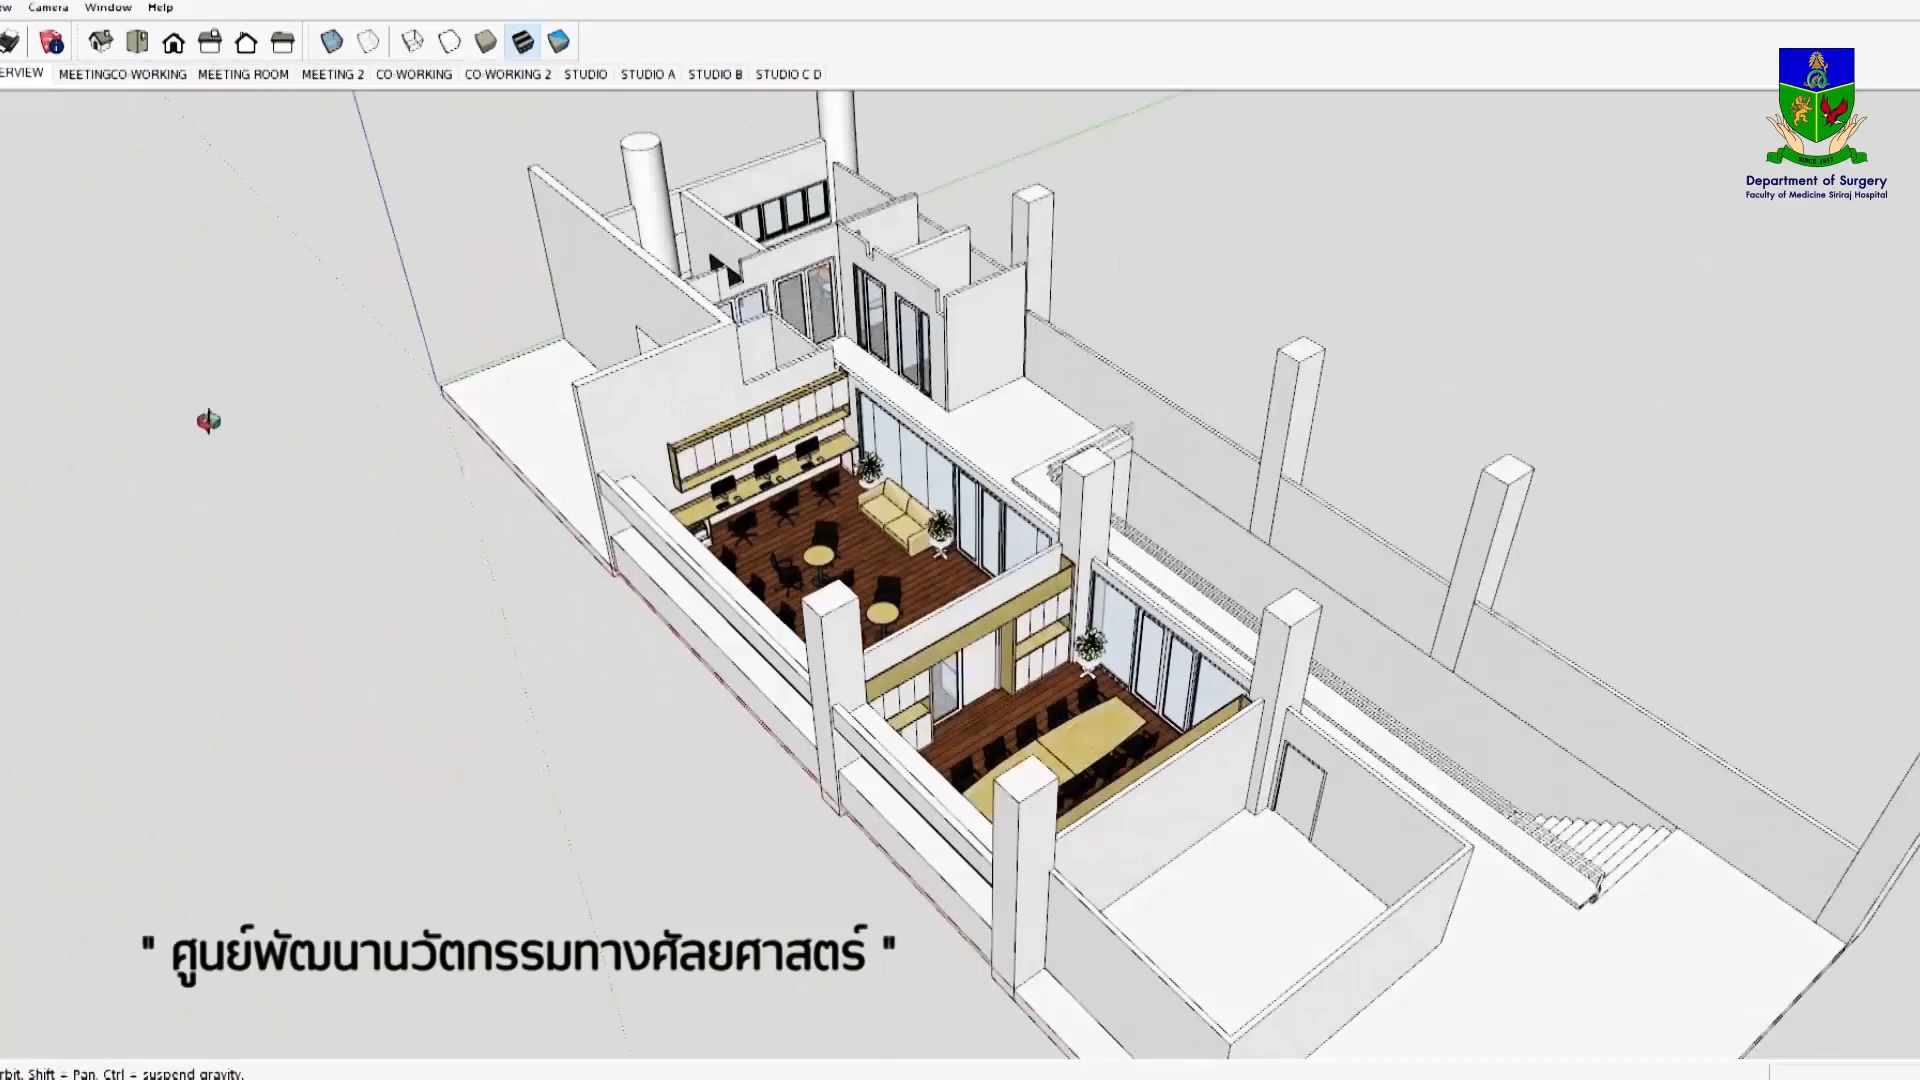 ew Camera Window Help
ERVIEW MEETINGCO-WORKING MEETING ROOM MEETING 2 CO-WORKING CO-WORKING 2 STUDIO STUDIO A STUDIO B STUDIO C D
SINCE 1917
Department of Surgery
Faculty of Medicine Siriraj Hospital
" ศูนย์พัฒนานวัตกรรมทางศัลยศาสตร์ "
rbit. Shift = Pan, Ctrl = suspend gravity.